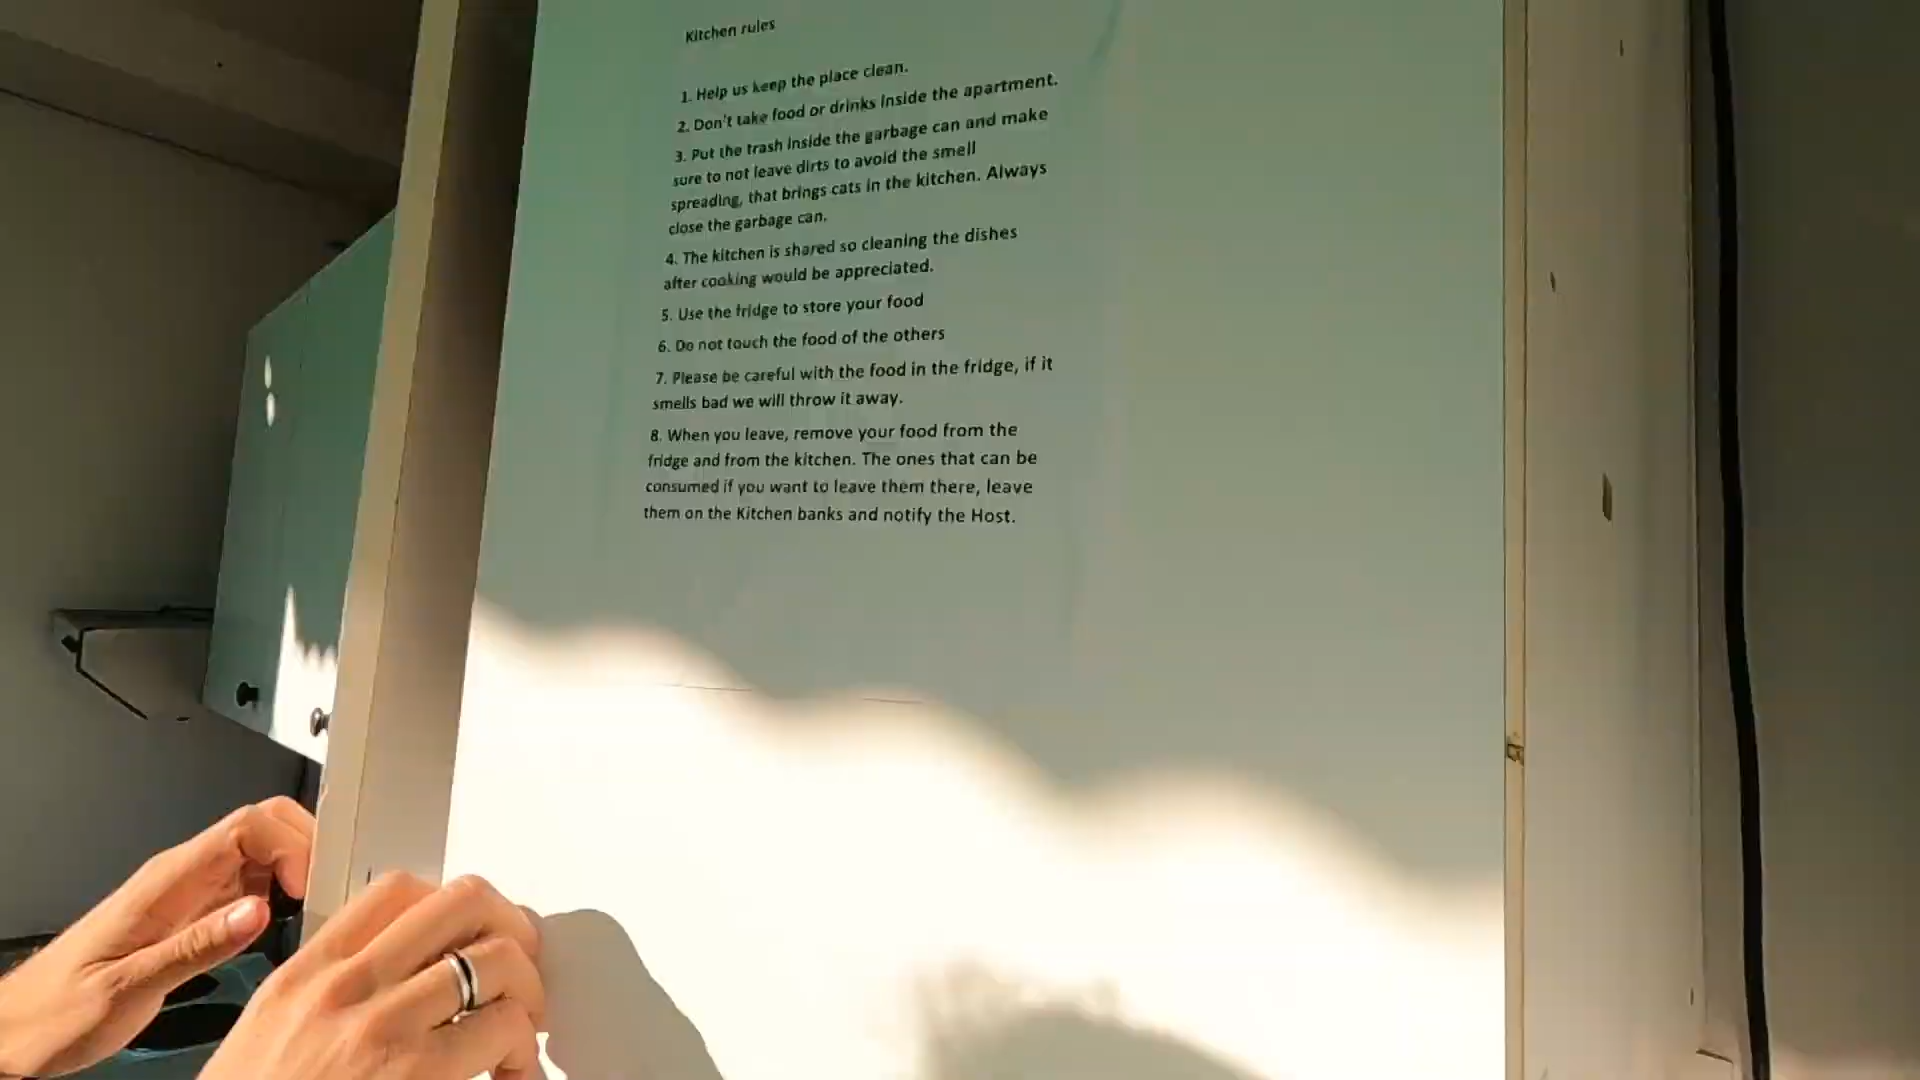 Kitchen rules
1. Help us keep the place clean.
2. Don't take food or drinks inside the apartment.
3. Put the trash inside the garbage can and make
sure to not leave dirts to avoid the smell
spreading, that brings cats in the kitchen. Always
close the garbage can.
4. The kitchen is shared so cleaning the dishes
after cooking would be appreciated.
5. Use the fridge to store your food
6. Do not touch the food of the others
7. Please be careful with the food in the fridge, if it
smells bad we will throw it away.
8. When you leave, remove your food from the
fridge and from the kitchen. The ones that can be
consumed if you want to leave them there, leave
them on the Kitchen banks and notify the Host.